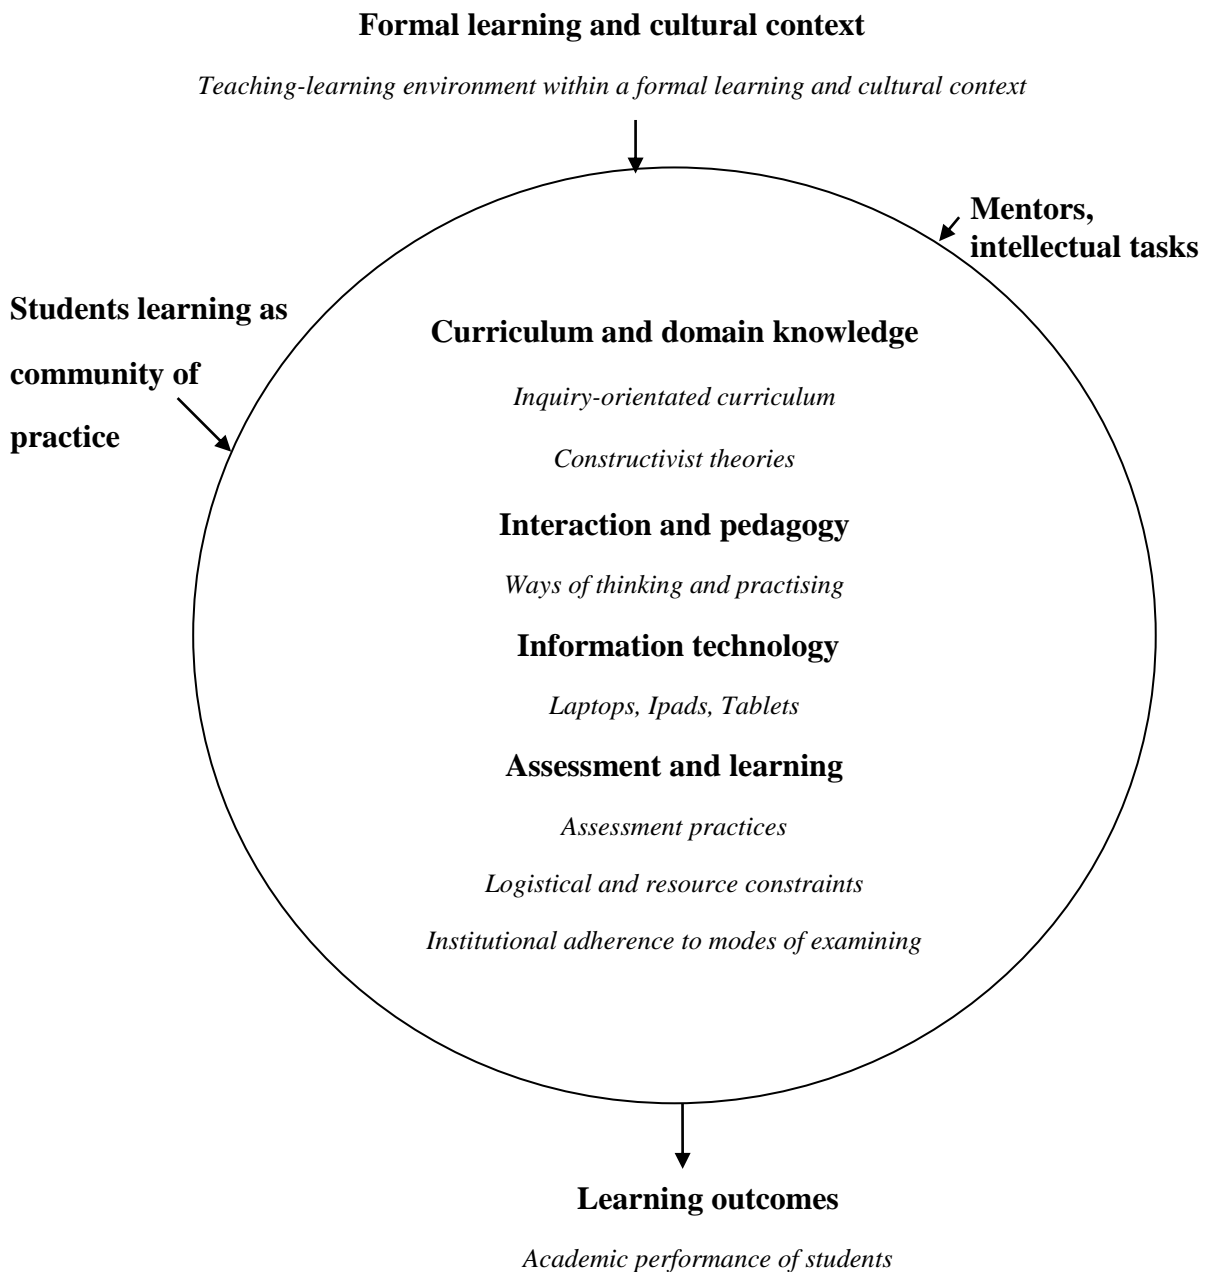 Formal learning and cultural context
Teaching-learning environment within a formal learning and cultural context
Mentors,
intellectual tasks
Students learning as
community of
practice
Curriculum and domain knowledge
Inquiry-orientated curriculum
Constructivist theories
Interaction and pedagogy
Ways of thinking and practising
Information technology
Laptops, Ipads, Tablets
Assessment and learning
Assessment practices
Logistical and resource constraints
Institutional adherence to modes of examining
Learning outcomes
Academic performance of students